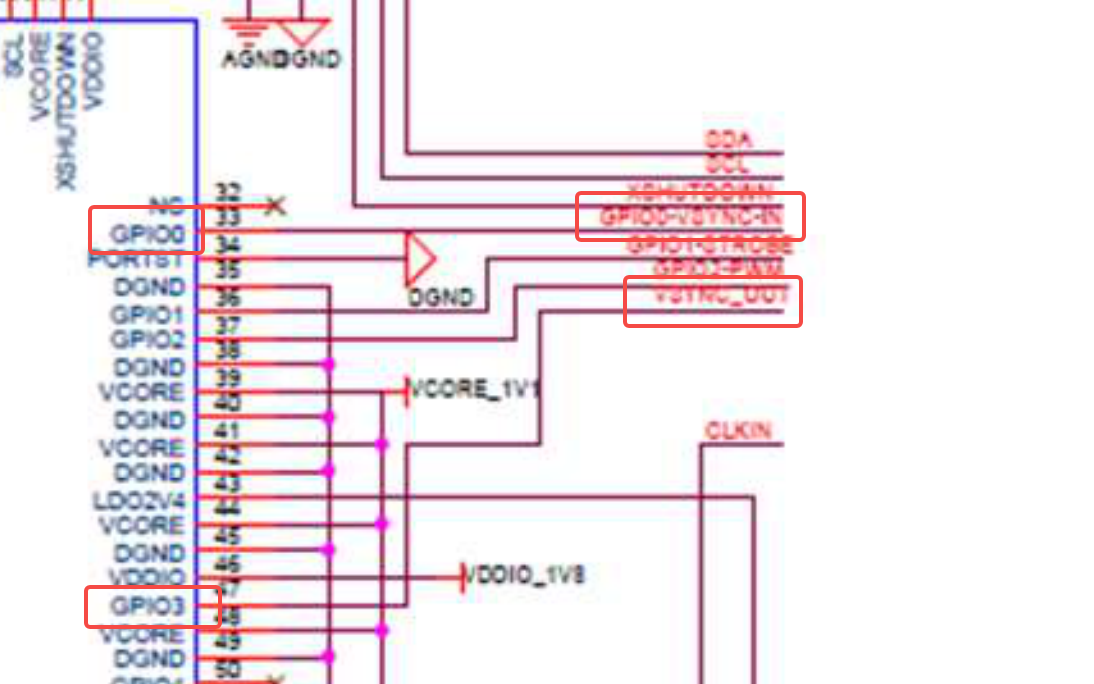 SCL
VCORE
XSHUTDOWN
VDDIO
AGND DGND
SDA
SCL
XSHUTDOWN
NC 32
GPIO0-VSYNC-IN
GPIO0 33
GPIO1-STROBE
PORTST 34
GPIO2-PWM
DGND 35
DGND
VSYNC_OUT
GPIO1 36
GPIO2 37
DGND 38
VCORE 39 VCORE_1V1
DGND 40
VCORE 41 CLKIN
DGND 42
LDO2V4 43
VCORE 44
DGND 45
VDDIO 46 VDDIO_1V8
GPIO3 47
VCORE 48
DGND 49
50